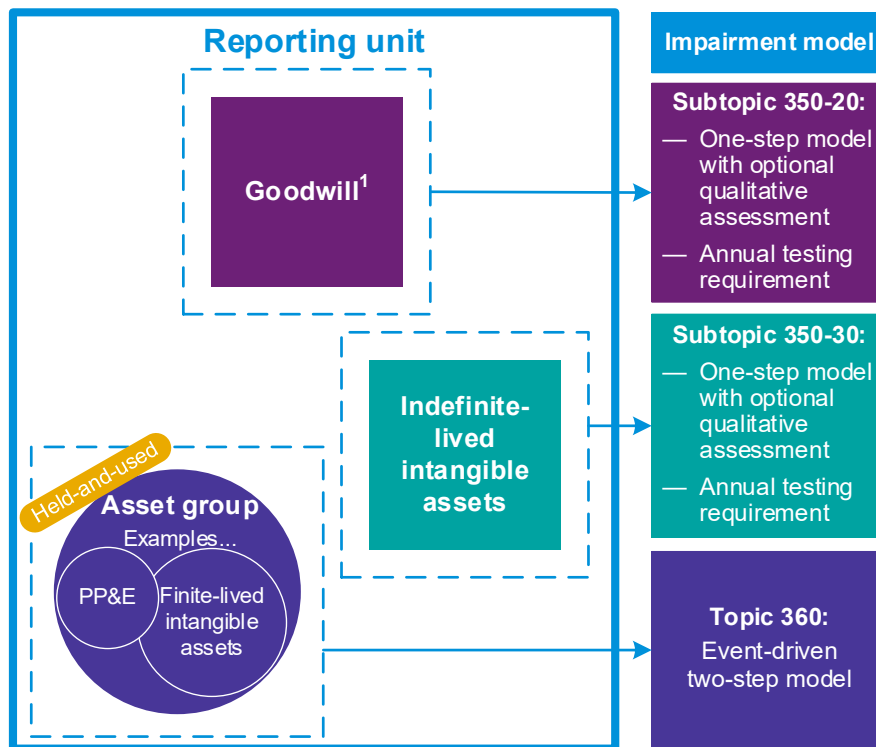 Reporting unit
Goodwill1
Indefinite-
lived
intangible
assets
Held-and-used
Asset group
Examples...
PP&E
Finite-lived
intangible
assets
Impairment model
Subtopic 350-20:
— One-step model
with optional
qualitative
assessment
— Annual testing
requirement
Subtopic 350-30:
— One-step model
with optional
qualitative
assessment
— Annual testing
requirement
Topic 360:
Event-driven
two-step model